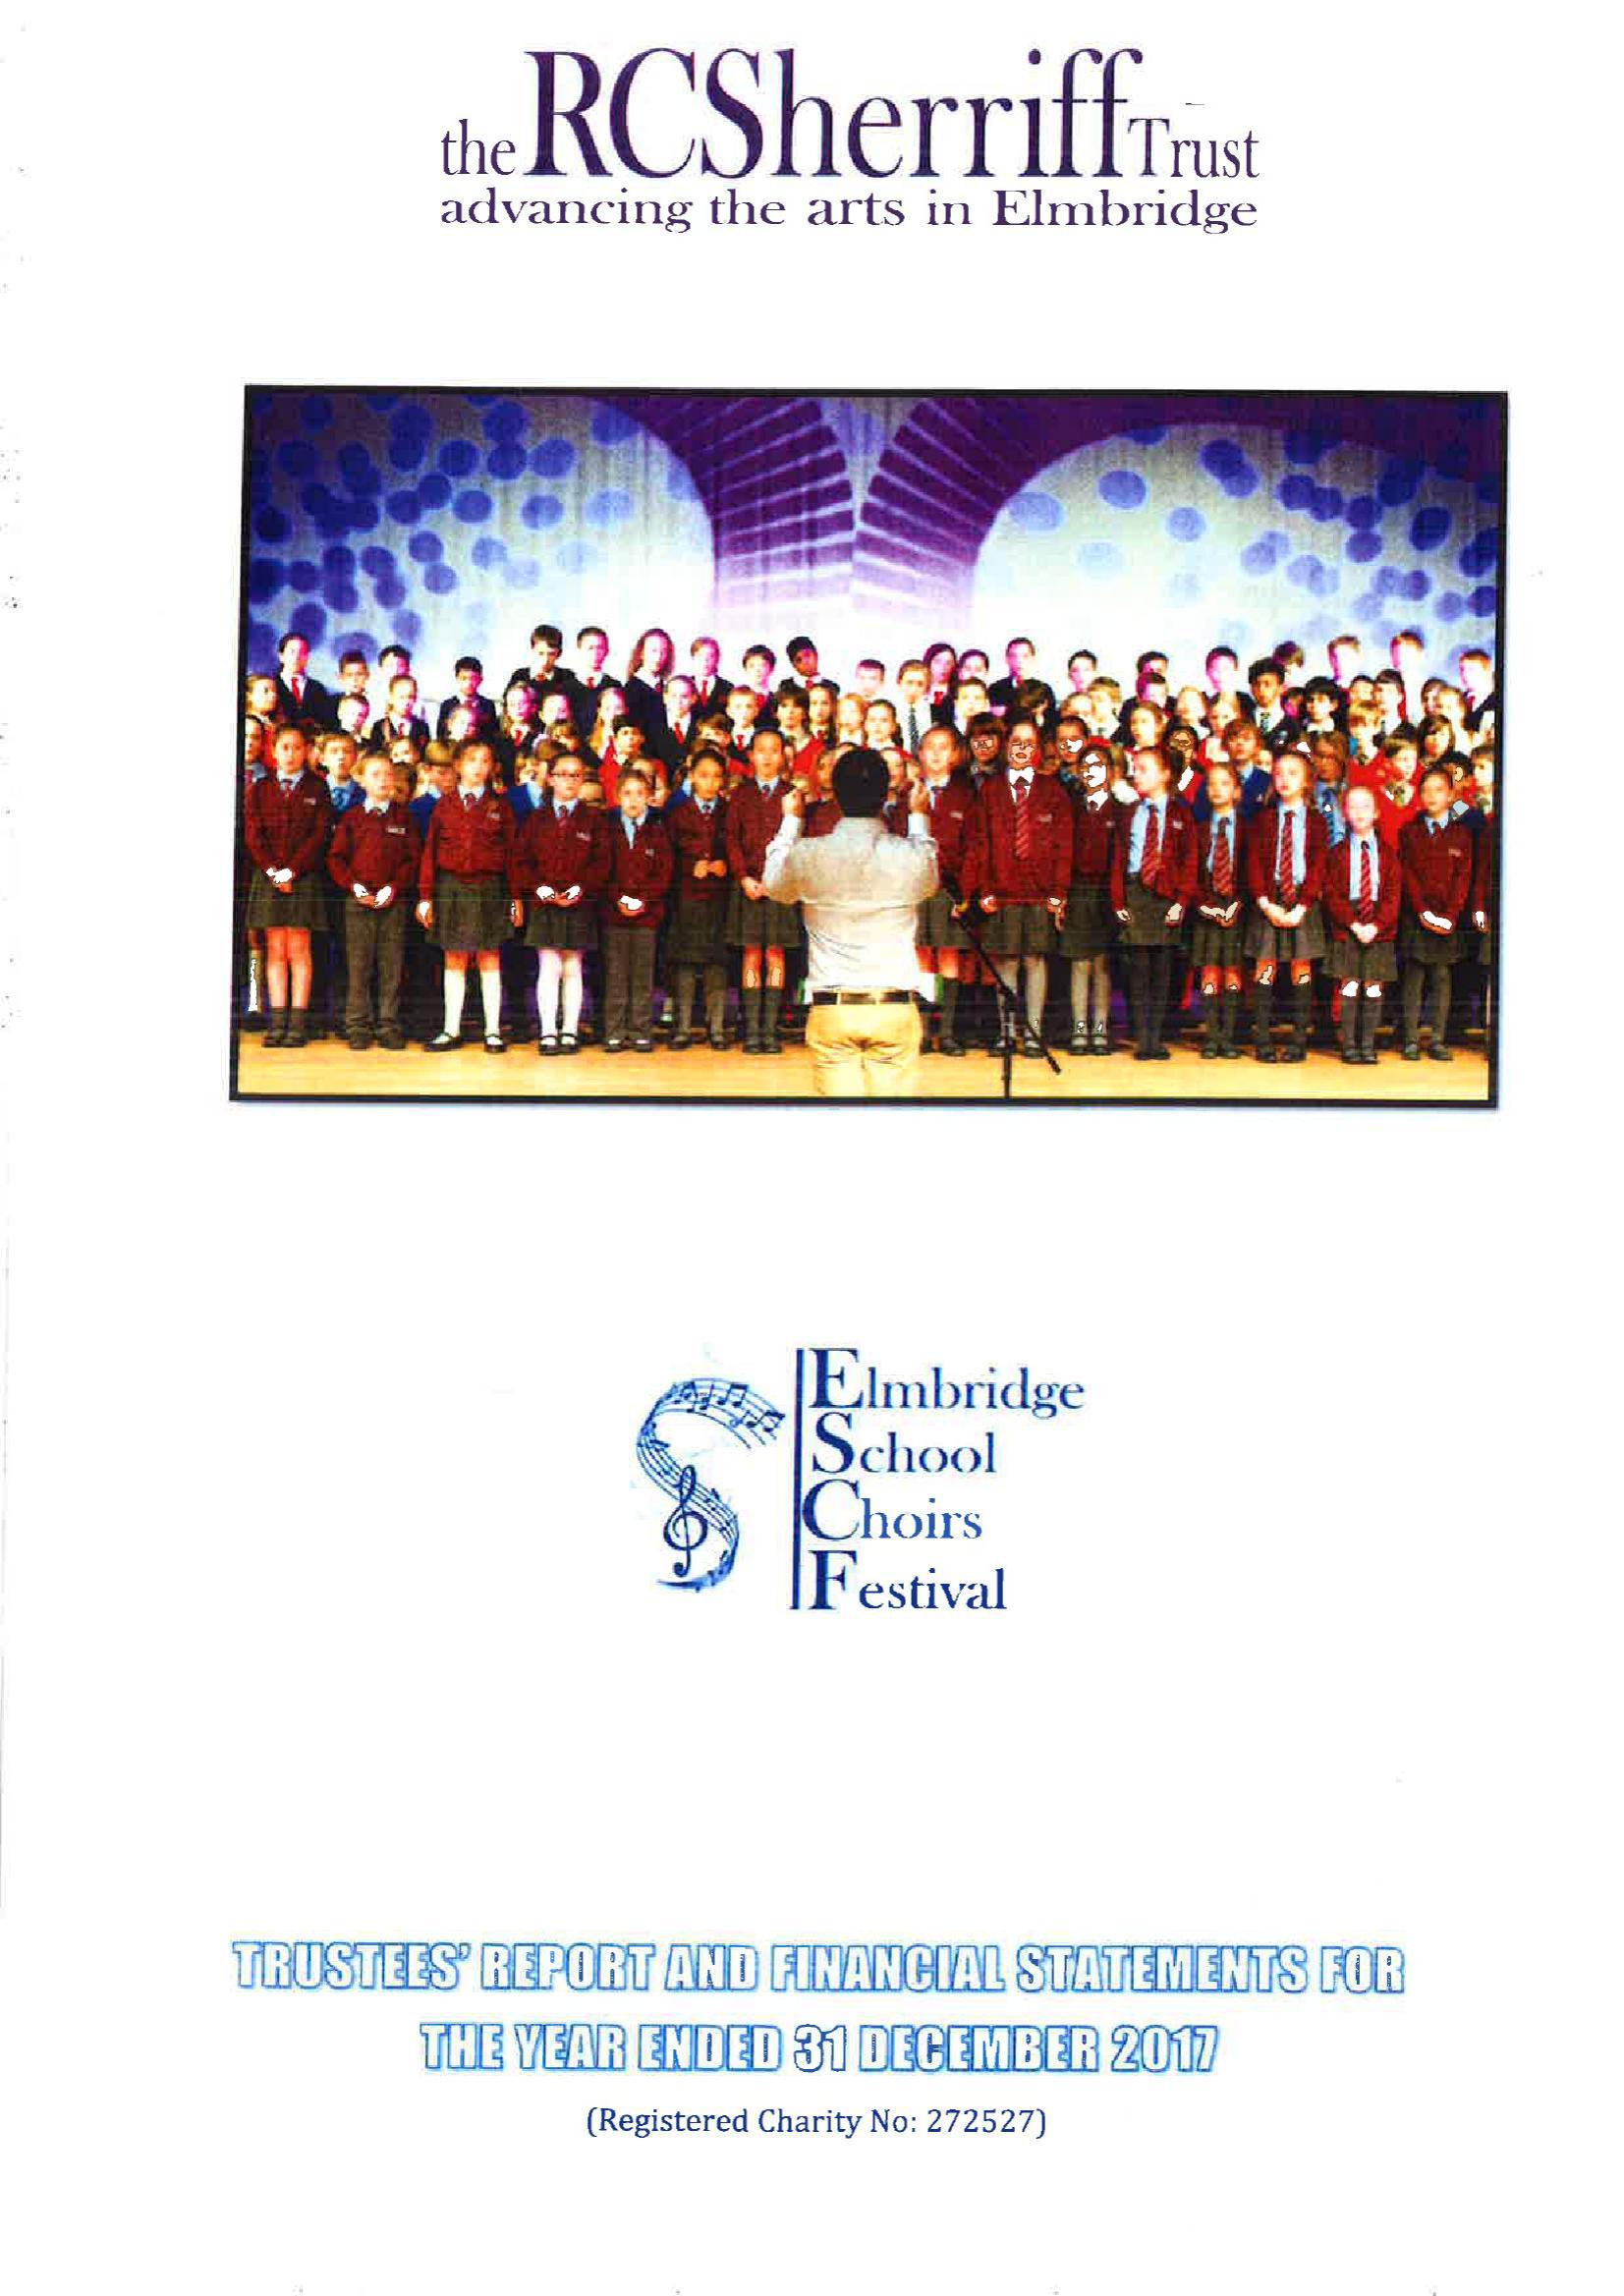 the RCSherriff Trust
advancing the arts in Elmbridge
Elmbridge
School
Choirs
Festival
TRUSTEES' REPORT AND FINANCIAL STATEMENTS FOR
THE YEAR ENDED 31 DECEMBER 2017
(Registered Charity No: 272527)